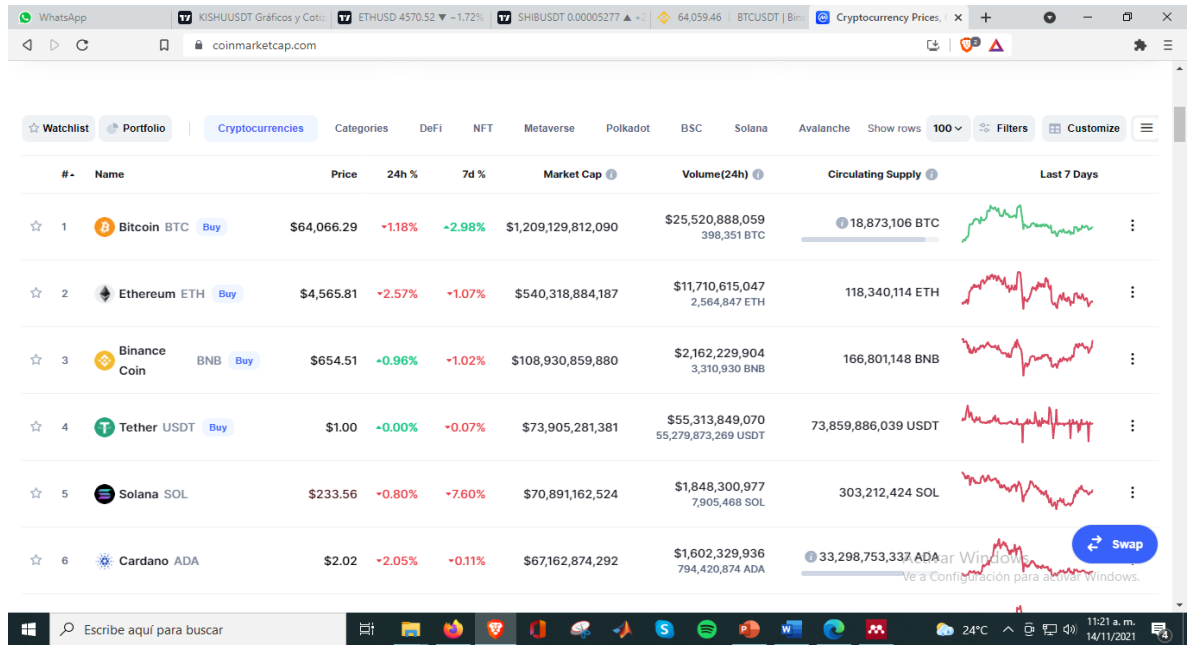 WhatsApp KISHUUSDT Gráficos y Cotiz ETHUSD 4570.52 ▼ −1.72% SHIBUSDT 0.00005277 ▲ +2 64,059.46 | BTCUSDT | Bin Cryptocurrency Prices,
coinmarketcap.com 2
Watchlist Portfolio Cryptocurrencies Categories DeFi NFT Metaverse Polkadot BSC Solana Avalanche Show rows 100 Filters Customize
# Name Price 24h % 7d % Market Cap Volume(24h) Circulating Supply Last 7 Days
1 Bitcoin BTC Buy $64,066.29 1.18% 2.98% $1,209,129,812,090 $25,520,888,059 18,873,106 BTC
398,351 BTC
2 Ethereum ETH Buy $4,565.81 2.57% 1.07% $540,318,884,187 $11,710,615,047 118,340,114 ETH
2,564,847 ETH
3 Binance Coin BNB Buy $654.51 0.96% 1.02% $108,930,859,880 $2,162,229,904 166,801,148 BNB
3,310,930 BNB
4 Tether USDT Buy $1.00 0.00% 0.07% $73,905,281,381 $55,313,849,070 73,859,886,039 USDT
55,279,873,269 USDT
5 Solana SOL $233.56 0.80% 7.60% $70,891,162,524 $1,848,300,977 303,212,424 SOL
7,905,468 SOL
6 Cardano ADA $2.02 2.05% 0.11% $67,162,874,292 $1,602,329,936 33,298,753,337 ADA
794,420,874 ADA
Swap
Activar Windows
Ve a Configuración para activar Windows.
Escribe aquí para buscar 24°C 11:21 a. m.
14/11/2021 4